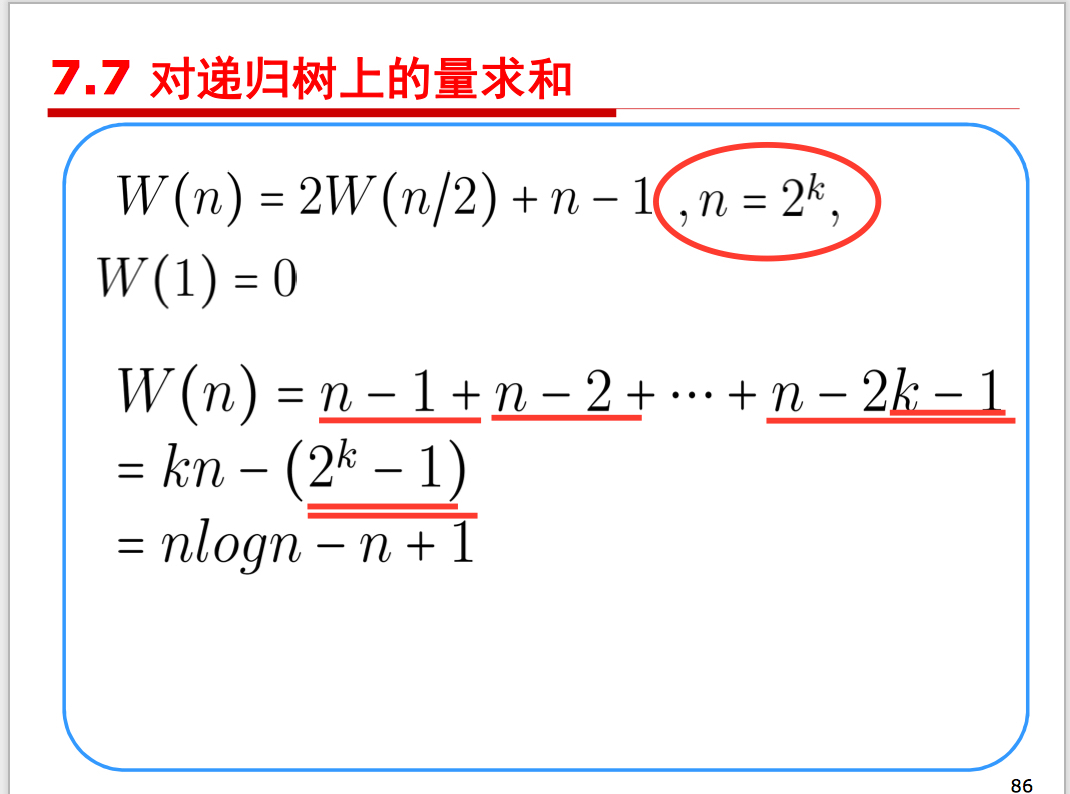 7.7 对递归树上的量求和
W(n) = 2W(n/2) + n − 1 , n = 2^k,
W(1) = 0
W(n) = n − 1 + n − 2 + ⋯ + n − 2k − 1
= kn − (2^k − 1)
= nlogn − n + 1
86